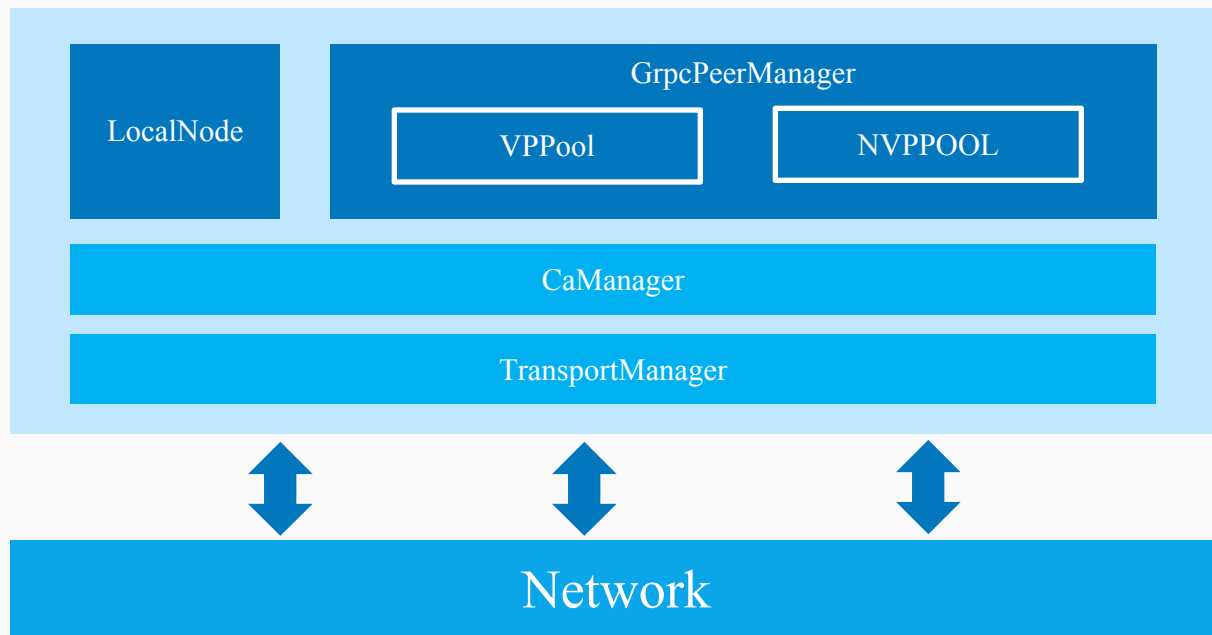 GrpcPeerManager
LocalNode
VPPool
NVPPOOL
CaManager
TransportManager
Network